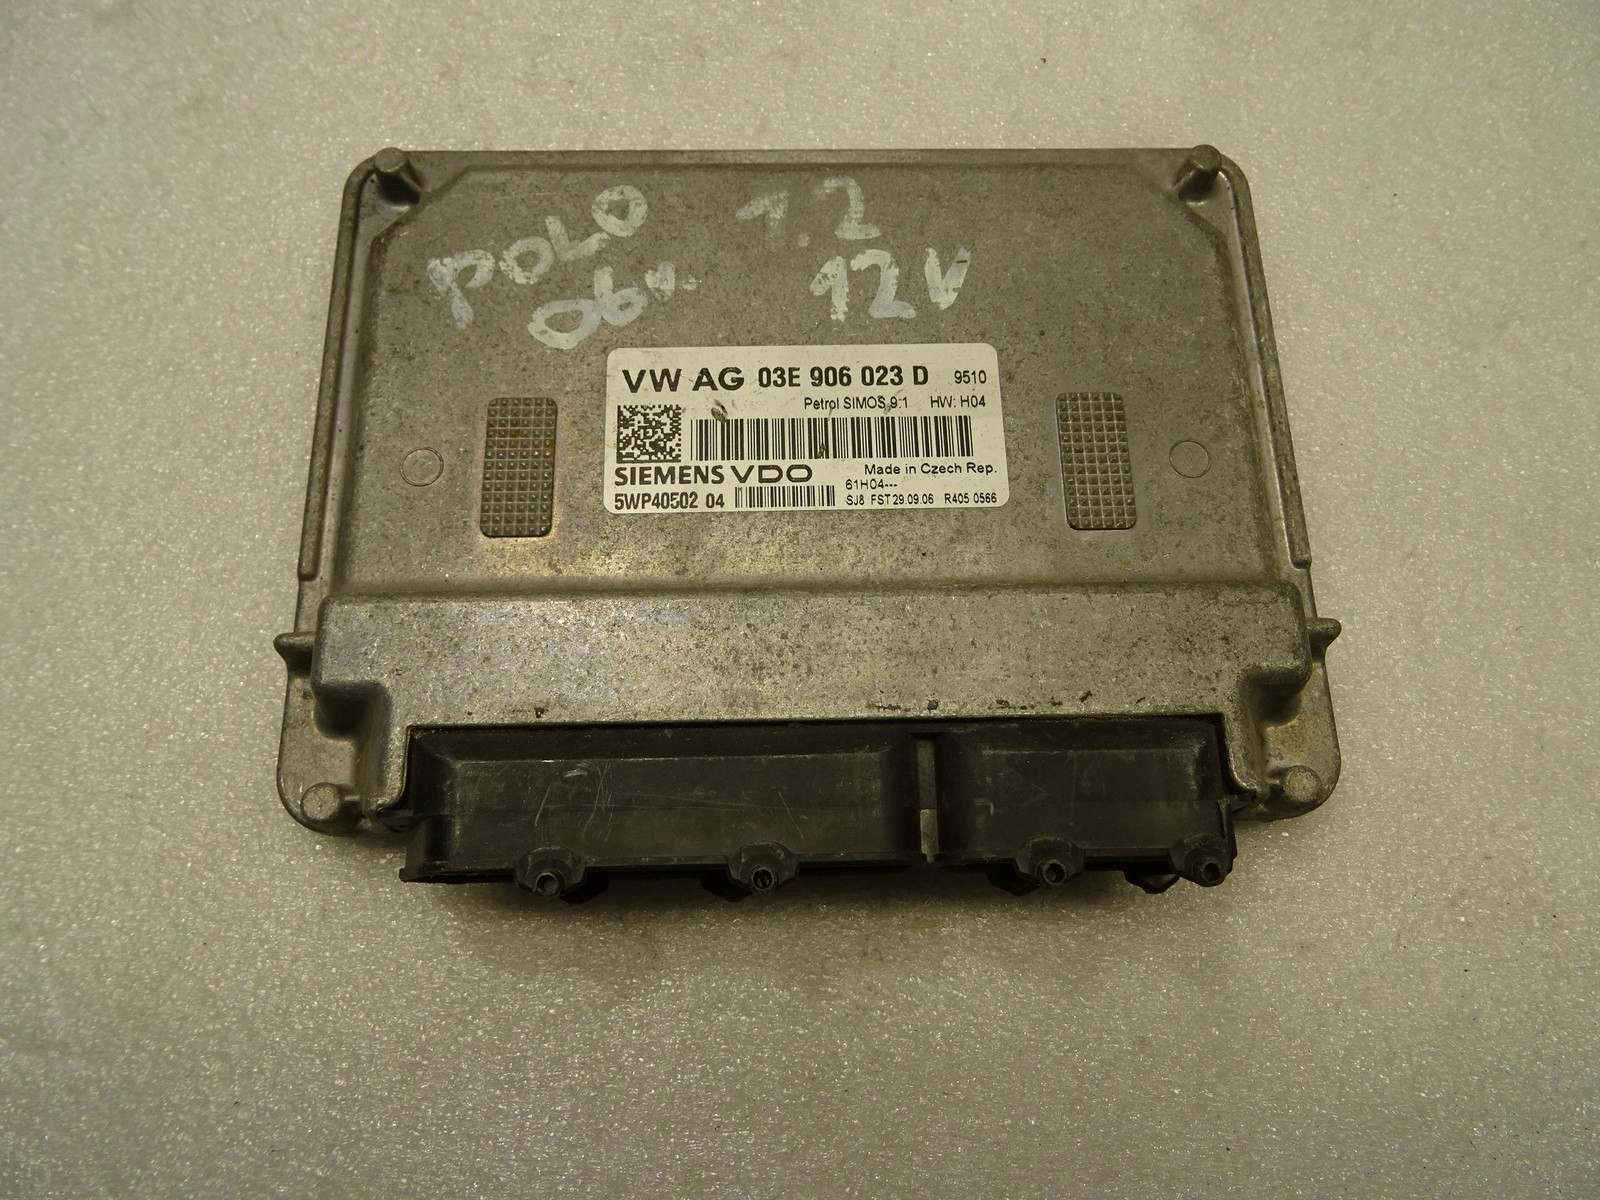 POLO 1.2
06v. 12V
VW AG 03E 906 023 D 9510
Petrol SIMOS 9.1 HW: H04
SIEMENS VDO Made in Czech Rep.
61H04---
5WP40502 04 SJ8 FST 29.09.06 R405 0566